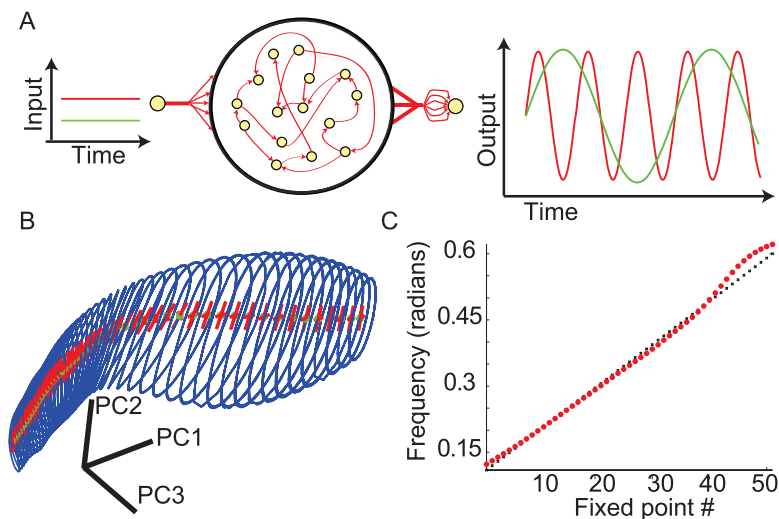 A
Input
Time
Output
Time
B
PC2
PC1
PC3
C
Frequency (radians)
0.6
0.45
0.3
0.15
10 20 30 40 50
Fixed point #